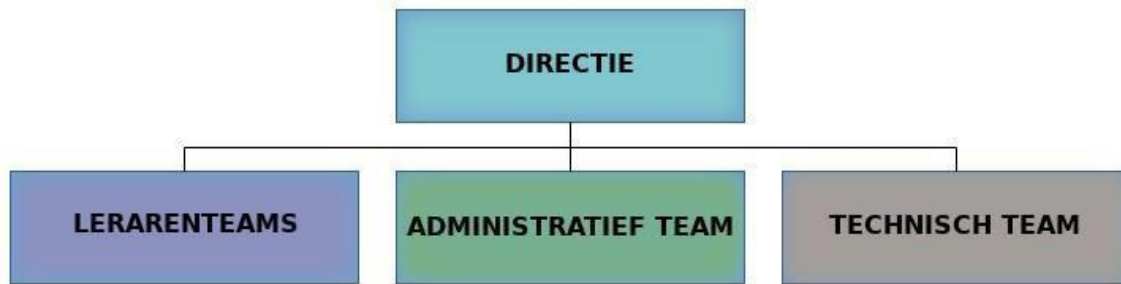 DIRECTIE
LERARENTEAMS
ADMINISTRATIEF TEAM
TECHNISCH TEAM